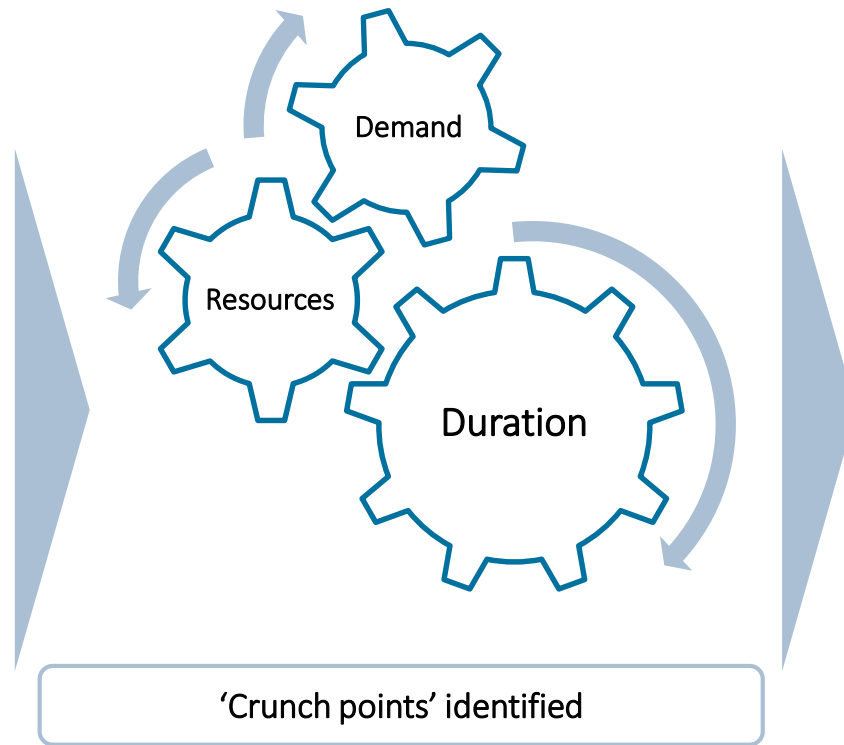 Demand
Resources
Duration
‘Crunch points’ identified